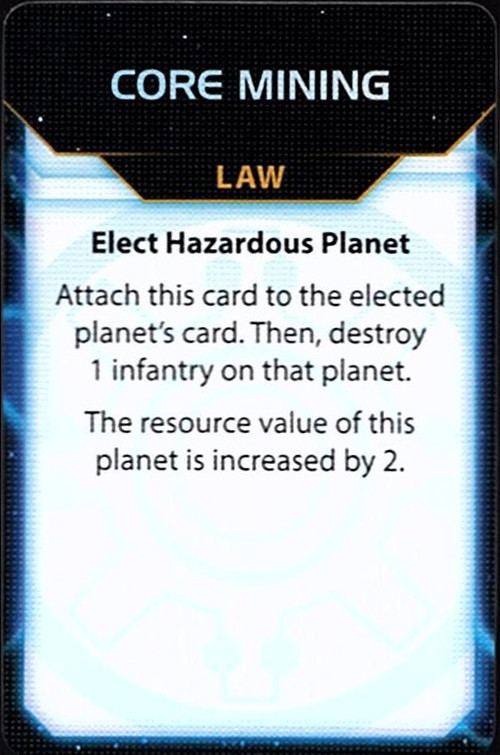 CORE MINING
LAW
Elect Hazardous Planet
Attach this card to the elected
planet's card. Then, destroy
1 infantry on that planet.
The resource value of this
planet is increased by 2.